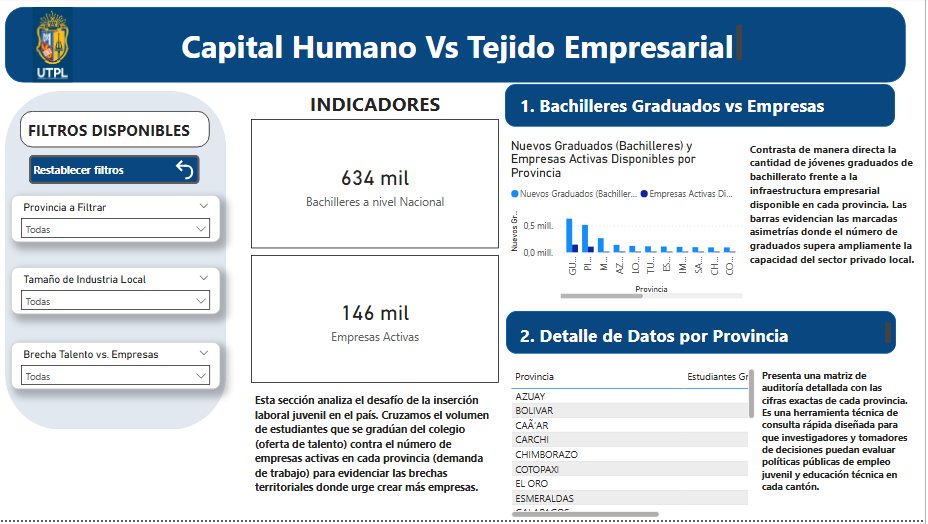 UTPL
Capital Humano Vs Tejido Empresarial
FILTROS DISPONIBLES
Restablecer filtros
Provincia a Filtrar
Todas
Tamaño de Industria Local
Todas
Brecha Talento vs. Empresas
Todas
INDICADORES
634 mil
Bachilleres a nivel Nacional
146 mil
Empresas Activas
Esta sección analiza el desafío de la inserción
laboral juvenil en el país. Cruzamos el volumen
de estudiantes que se gradúan del colegio
(oferta de talento) contra el número de
empresas activas en cada provincia (demanda
de trabajo) para evidenciar las brechas
territoriales donde urge crear más empresas.
1. Bachilleres Graduados vs Empresas
Nuevos Graduados (Bachilleres) y
Empresas Activas Disponibles por
Provincia
Nuevos Graduados (Bachiller... Empresas Activas Di...
Nuevos Gr...
0,5 mill.
0,0 mill.
GU... PI... M... AZ... LO... TU... ES... IM... SA... CH... CO...
Provincia
Contrasta de manera directa la
cantidad de jóvenes graduados de
bachillerato frente a la
infraestructura empresarial
disponible en cada provincia. Las
barras evidencian las marcadas
asimetrías donde el número de
graduados supera ampliamente la
capacidad del sector privado local.
2. Detalle de Datos por Provincia
Provincia Estudiantes Gr
AZUAY
BOLIVAR
CAÃ'AR
CARCHI
CHIMBORAZO
COTOPAXI
EL ORO
ESMERALDAS
GALAPAGOS
Presenta una matriz de
auditoría detallada con las
cifras exactas de cada provincia.
Es una herramienta técnica de
consulta rápida diseñada para
que investigadores y tomadores
de decisiones puedan evaluar
políticas públicas de empleo
juvenil y educación técnica en
cada cantón.